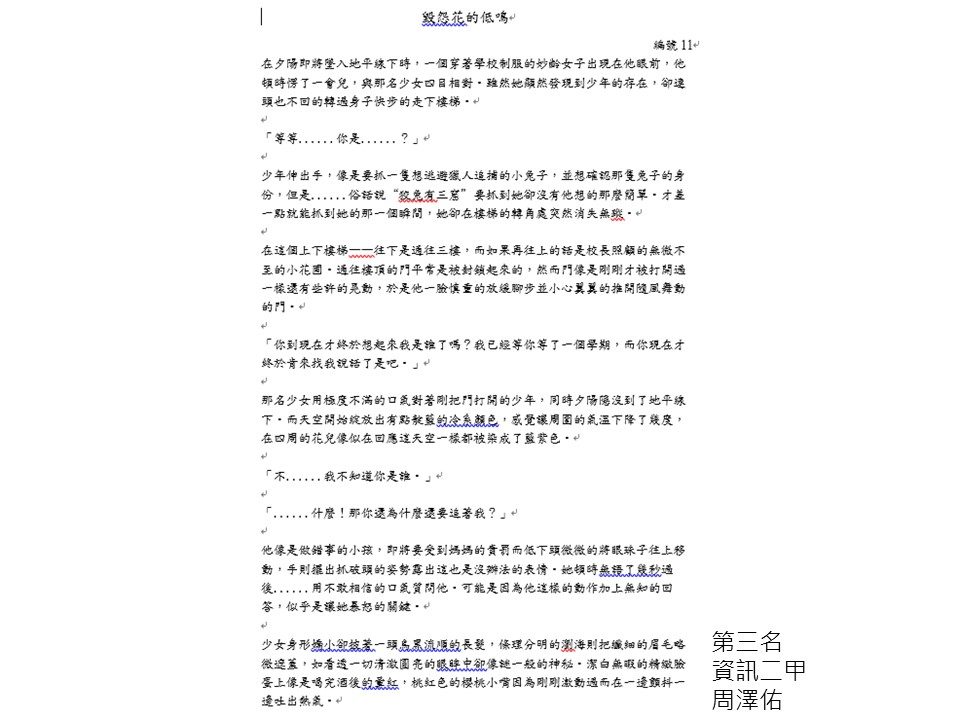 毀怨花的低鳴
編號 11
在夕陽即將墜入地平線下時，一個穿著學校制服的妙齡女子出現在他眼前，他
頓時愣了一會兒，與那名少女四目相對。雖然她顯然發現到少年的存在，卻連
頭也不回的轉過身子快步的走下樓梯。
「等等......你是......？」
少年伸出手，像是要抓一隻想逃避獵人追捕的小兔子，並想確認那隻兔子的身
份，但是......俗話說“狡兔有三窟”要抓到她卻沒有他想的那麼簡單。才差
一點就能抓到她的那一個瞬間，她卻在樓梯的轉角處突然消失無蹤。
在這個上下樓梯——往下是通往三樓，而如果再往上的話是校長照顧的無微不
至的小花圃。通往樓頂的門平常是被封鎖起來的，然而門像是剛剛才被打開過
一樣還有些許的晃動，於是他一臉慎重的放緩腳步並小心翼翼的推開隨風舞動
的門。
「你到現在才終於想起來我是誰了嗎？我已經等你等了一個學期，而你現在才
終於肯來找我說話了是吧。」
那名少女用極度不滿的口氣對著剛把門打開的少年，同時夕陽隱沒到了地平線
下。而天空開始綻放出有點靛藍的冷系顏色，感覺讓周圍的氣溫下降了幾度，
在四周的花兒像似在回應這天空一樣都被染成了藍紫色。
「不......我不知道你是誰。」
「......什麼！那你還為什麼還要追著我？」
他像是做錯事的小孩，即將要受到媽媽的責罰而低下頭微微的將眼珠子往上移
動，手則擺出抓破頭的姿勢露出這也是沒辦法的表情。她頓時無語了幾秒過
後......用不敢相信的口氣質問他。可能是因為他這樣的動作加上無知的回
答，似乎是讓她暴怒的關鍵。
少女身形嬌小卻披著一頭烏黑流順的長髮，條理分明的瀏海則把纖細的眉毛略
微遮蓋，如看透一切清澈圓亮的眼眸中卻像謎一般的神秘。潔白無暇的精緻臉
蛋上像是喝完酒後的暈紅，桃紅色的櫻桃小嘴因為剛剛激動過而在一邊顫抖一
邊吐出熱氣。
第三名
資訊二甲
周澤佑